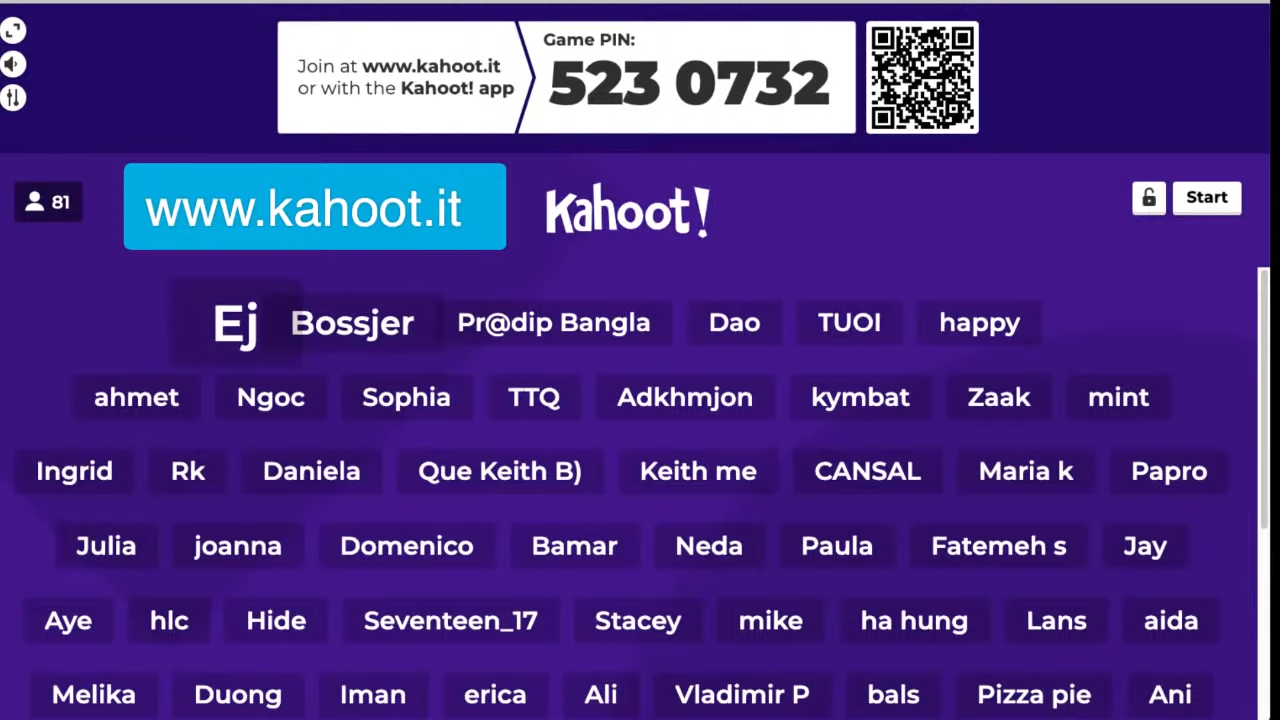 Join at www.kahoot.it
or with the Kahoot! app
Game PIN:
523 0732
81
www.kahoot.it
Kahoot!
Start
Ej Bossjer Pr@dip Bangla Dao TUOI happy
ahmet Ngoc Sophia TTQ Adkhmjon kymbat Zaak mint
Ingrid Rk Daniela Que Keith B) Keith me CANSAL Maria k Papro
Julia joanna Domenico Bamar Neda Paula Fatemeh s Jay
Aye hlc Hide Seventeen_17 Stacey mike ha hung Lans aida
Melika Duong Iman erica Ali Vladimir P bals Pizza pie Ani